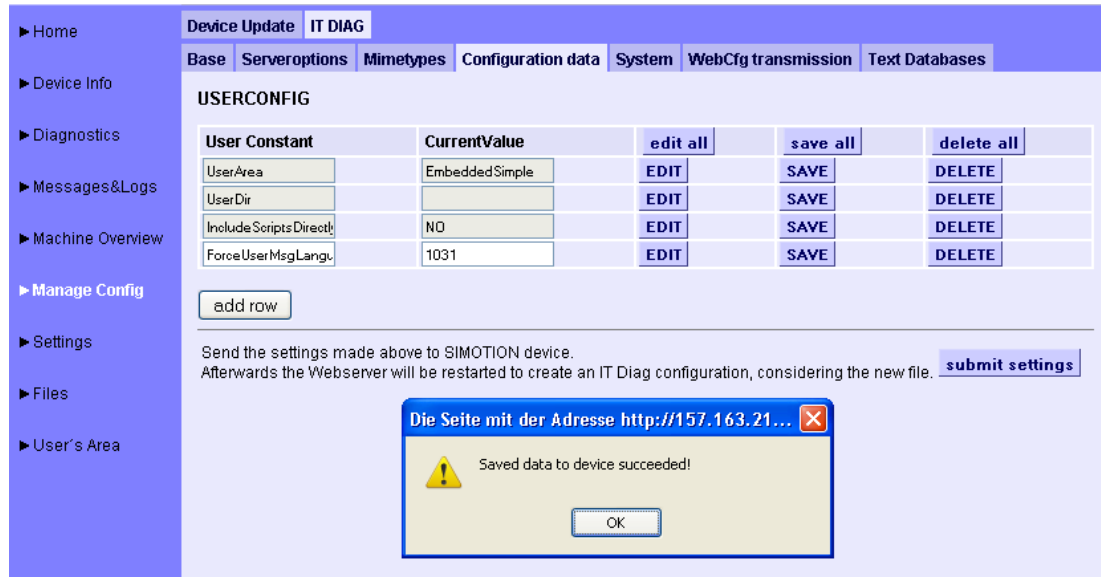 Home
Device Info
Diagnostics
Messages&Logs
Machine Overview
Manage Config
Settings
Files
User´s Area
Device Update IT DIAG
Base Serveroptions Mimetypes Configuration data System WebCfg transmission Text Databases
USERCONFIG
User Constant CurrentValue edit all save all delete all
UserArea EmbeddedSimple EDIT SAVE DELETE
UserDir EDIT SAVE DELETE
IncludeScriptsDirectly NO EDIT SAVE DELETE
ForceUserMsgLangu 1031 EDIT SAVE DELETE
add row
Send the settings made above to SIMOTION device.
Afterwards the Webserver will be restarted to create an IT Diag configuration, considering the new file. submit settings
Die Seite mit der Adresse http://157.163.21...
Saved data to device succeeded!
OK